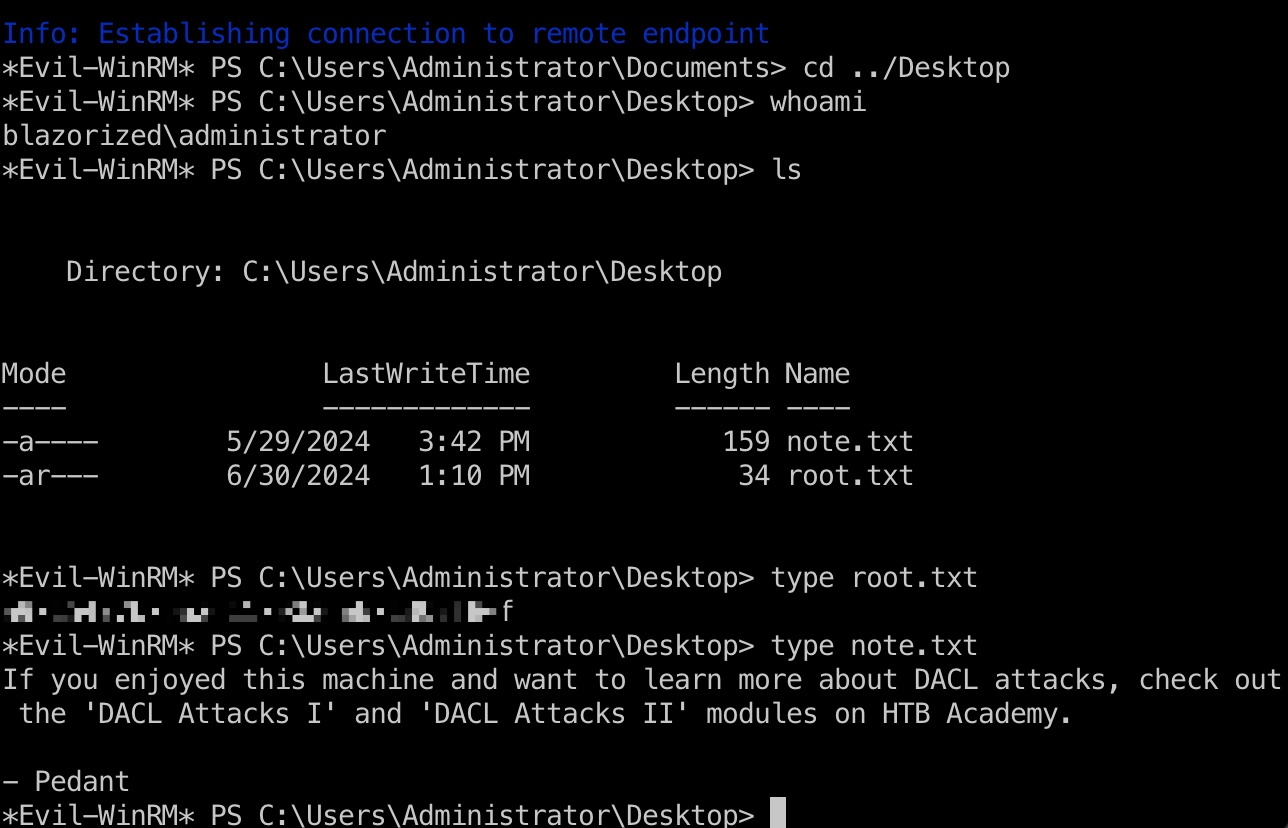 Info: Establishing connection to remote endpoint
*Evil-WinRM* PS C:\Users\Administrator\Documents> cd ../Desktop
*Evil-WinRM* PS C:\Users\Administrator\Desktop> whoami
blazorized\administrator
*Evil-WinRM* PS C:\Users\Administrator\Desktop> ls
Directory: C:\Users\Administrator\Desktop
Mode                LastWriteTime         Length Name
----                -------------         ------ ----
-a----        5/29/2024   3:42 PM            159 note.txt
-ar---        6/30/2024   1:10 PM             34 root.txt
*Evil-WinRM* PS C:\Users\Administrator\Desktop> type root.txt
f
*Evil-WinRM* PS C:\Users\Administrator\Desktop> type note.txt
If you enjoyed this machine and want to learn more about DACL attacks, check out
 the 'DACL Attacks I' and 'DACL Attacks II' modules on HTB Academy.
- Pedant
*Evil-WinRM* PS C:\Users\Administrator\Desktop>